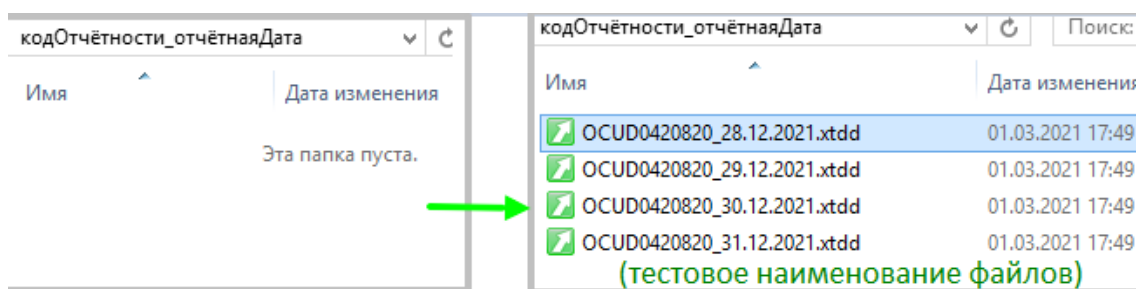 кодОтчётности_отчётнаяДата
Имя Дата изменения
Эта папка пуста.
кодОтчётности_отчётнаяДата Поиск:
Имя Дата изменения
OCUD0420820_28.12.2021.xtdd 01.03.2021 17:49
OCUD0420820_29.12.2021.xtdd 01.03.2021 17:49
OCUD0420820_30.12.2021.xtdd 01.03.2021 17:49
OCUD0420820_31.12.2021.xtdd 01.03.2021 17:49
(тестовое наименование файлов)